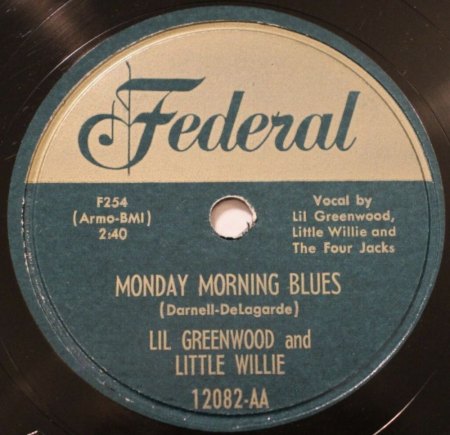 Federal
F254
(Armo-BMI)
2:40
Vocal by
Lil Greenwood,
Little Willie and
The Four Jacks
MONDAY MORNING BLUES
(Darnell-DeLagarde)
LIL GREENWOOD and
LITTLE WILLIE
12082-AA